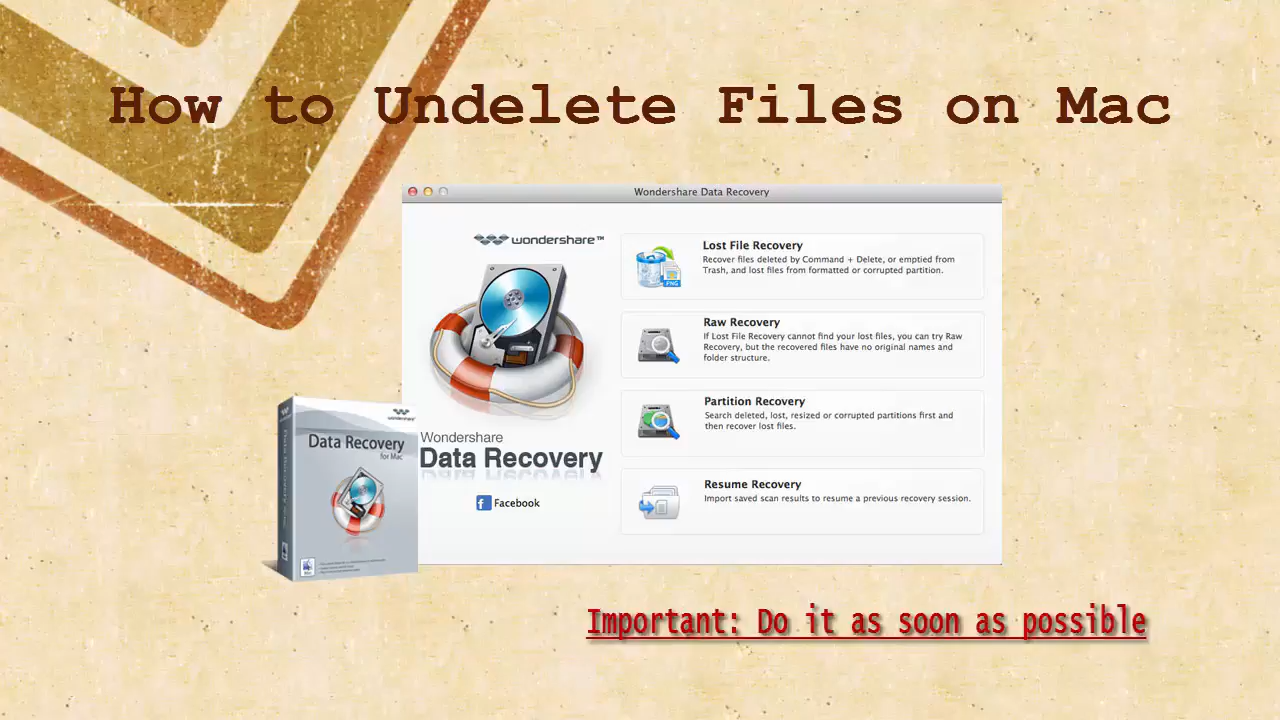 How to Undelete Files on Mac
Wondershare Data Recovery
wondershare™
Lost File Recovery
Recover files deleted by Command + Delete, or emptied from
Trash, and lost files from formatted or corrupted partition.
PNG
Raw Recovery
If Lost File Recovery cannot find your lost files, you can try Raw
Recovery, but the recovered files have no original names and
folder structure.
Partition Recovery
Search deleted, lost, resized or corrupted partitions first and
then recover lost files.
Resume Recovery
Import saved scan results to resume a previous recovery session.
Wondershare
Data Recovery
Facebook
wondershare
Data Recovery
for Mac
Data Recovery
Mac
Important: Do it as soon as possible